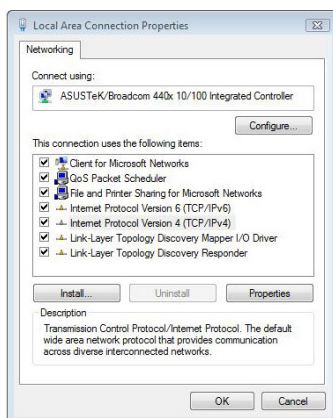 Local Area Connection Properties
Networking
Connect using:
ASUSTeK/Broadcom 440x 10/100 Integrated Controller
Configure...
This connection uses the following items:
Client for Microsoft Networks
QoS Packet Scheduler
File and Printer Sharing for Microsoft Networks
Internet Protocol Version 6 (TCP/IPv6)
Internet Protocol Version 4 (TCP/IPv4)
Link-Layer Topology Discovery Mapper I/O Driver
Link-Layer Topology Discovery Responder
Install... Uninstall Properties
Description
Transmission Control Protocol/Internet Protocol. The default
wide area network protocol that provides communication
across diverse interconnected networks.
OK Cancel